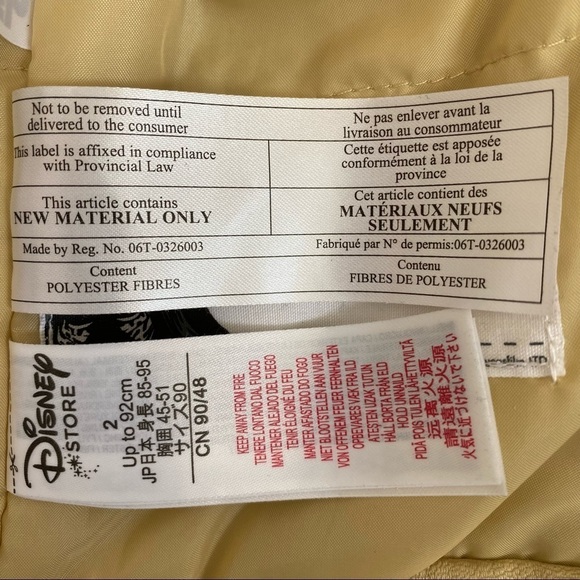 Not to be removed until
delivered to the consumer
Ne pas enlever avant la
livraison au consommateur
This label is affixed in compliance
with Provincial Law
Cette étiquette est apposée
conformément à la loi de la
province
This article contains
NEW MATERIAL ONLY
Cet article contient des
MATÉRIAUX NEUFS
SEULEMENT
Made by Reg. No. 06T-0326003
Fabriqué par N° de permis:06T-0326003
Content
POLYESTER FIBRES
Contenu
FIBRES DE POLYESTER
Disney
STORE
2
Up to 92cm
JP日本 身長 85-95
胸囲 45-51
サイズ90
CN 90/48
KEEP AWAY FROM FIRE
TENERE LONTANO DAL FUOCO
MANTENER ALEJADO DEL FUEGO
TENIR ÉLOIGNÉ DU FEU
MANTER AFASTADO DO FOGO
NIET BLOOTSTELLEN AAN VUUR
VON OFFENEM FEUER FERNHALTEN
OPBEVARES VÆK FRA ILD
ATEŞTEN UZAK TUTUN
HÅLL BORTA FRÅN ELD
HOLD UNNA ILD
PIDÄ POIS TULEN LÄHETTYVILTÄ
远离火源
請遠離火源
火気に近づけないで下さい